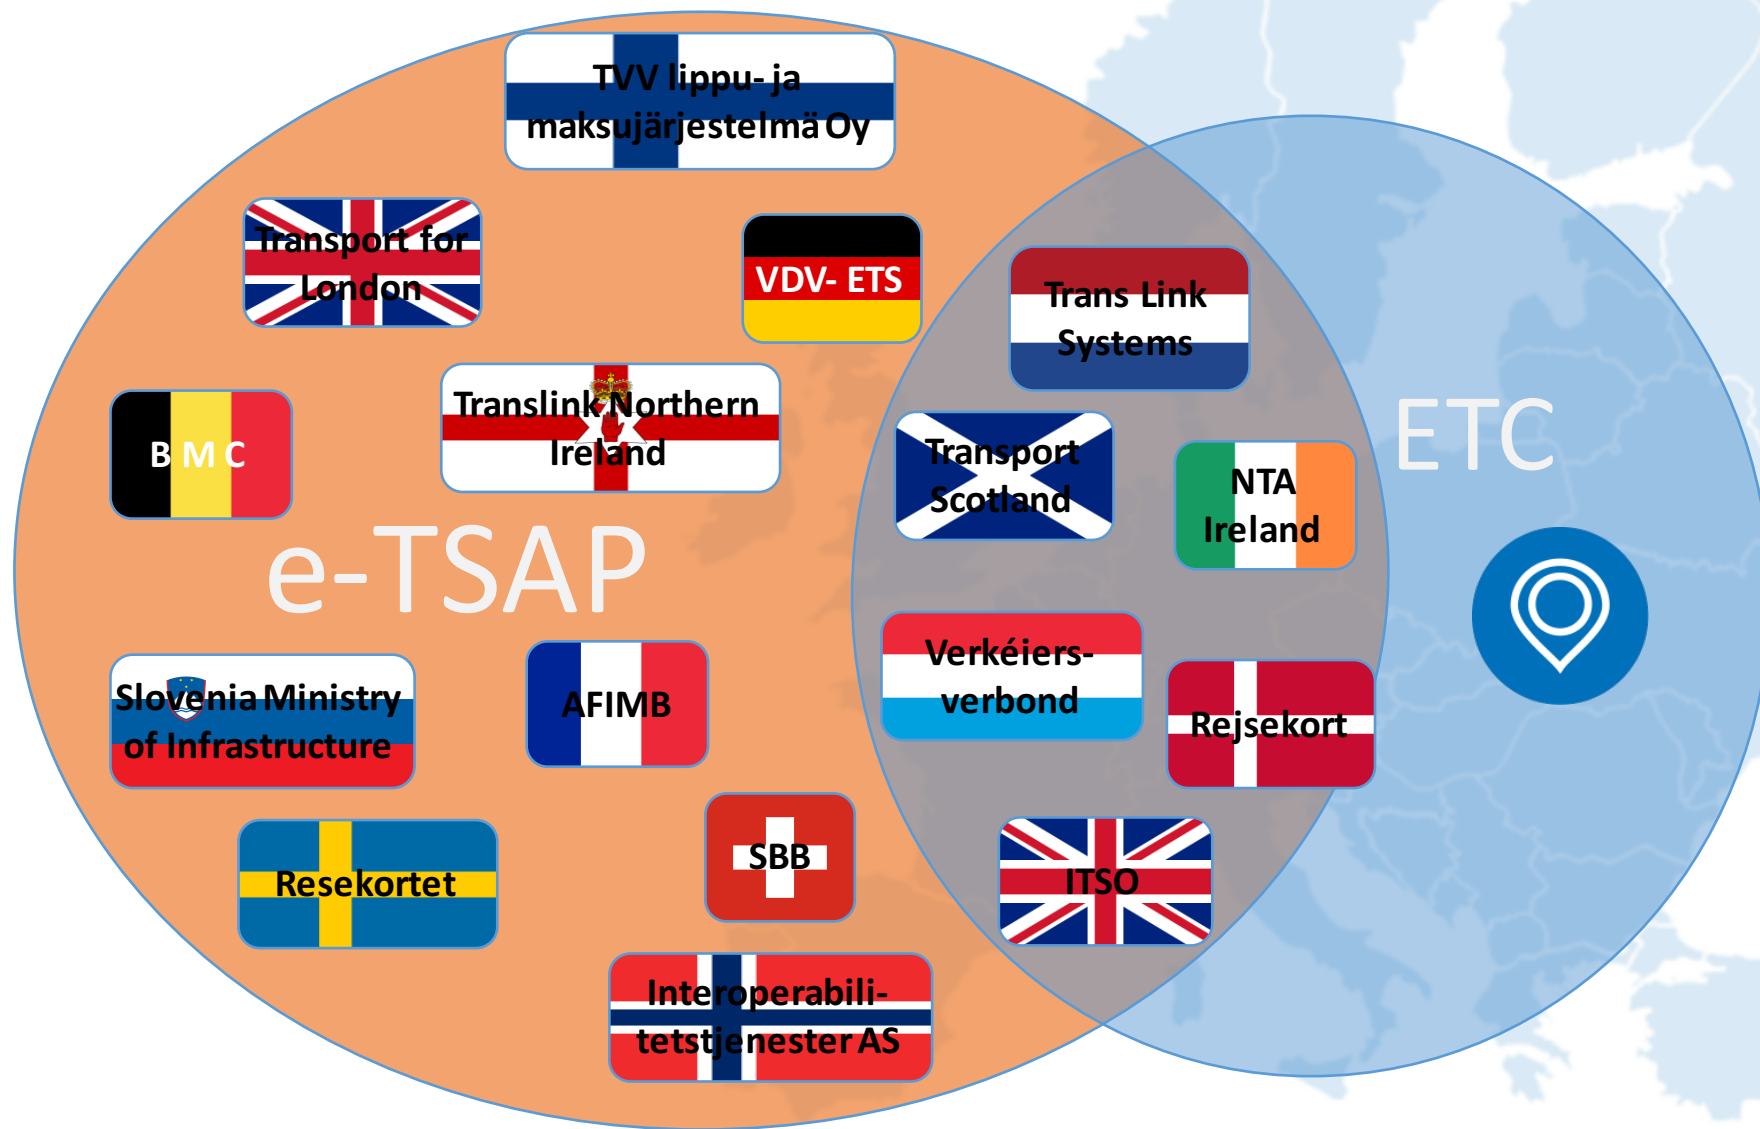 TVV lippu- ja
maksujärjestelmä Oy
Transport for
London
VDV- ETS
Trans Link
Systems
B M C
Translink Northern
Ireland
Transport
Scotland
NTA
Ireland
ETC
e-TSAP
Slovenia Ministry
of Infrastructure
AFIMB
Verkéiers-
verbond
Rejsekort
Resekortet
SBB
ITSO
Interoperabili-
tetstjenester AS